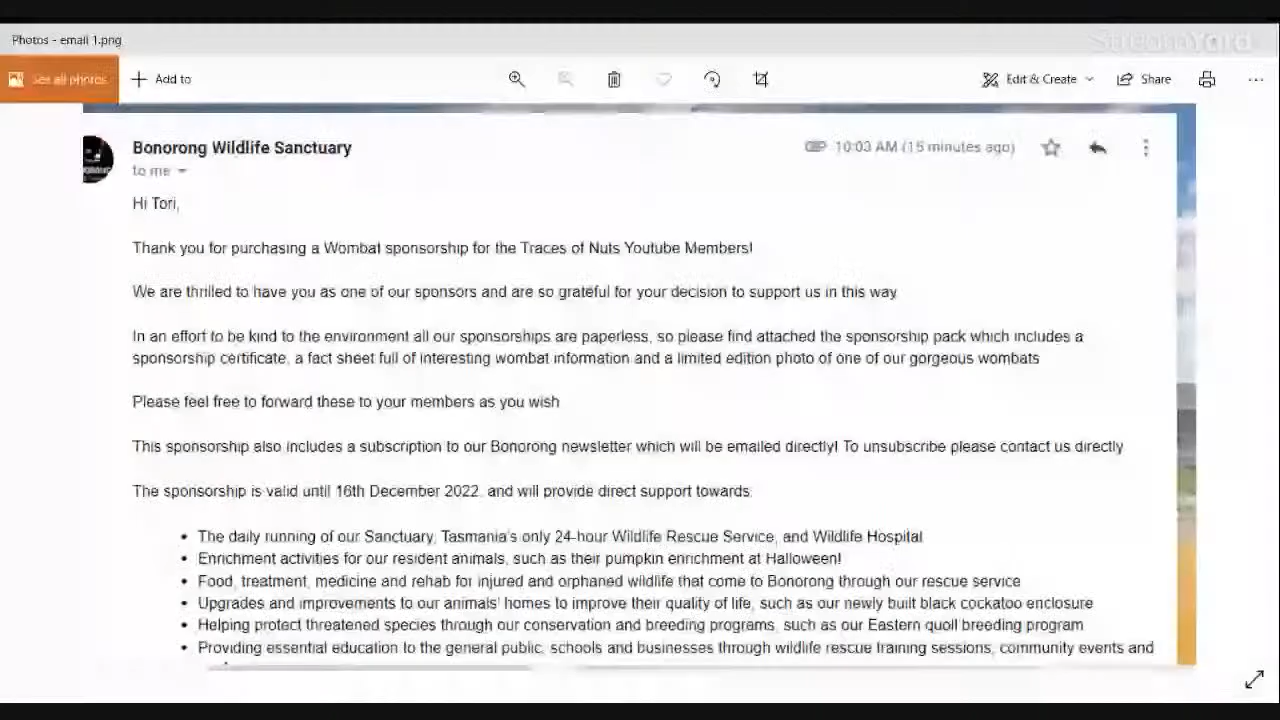 StreamYard
Photos - email 1.png
See all photos
Add to
Edit & Create
Share
Bonorong Wildlife Sanctuary
10:03 AM (15 minutes ago)
to me
Hi Tori,
Thank you for purchasing a Wombat sponsorship for the Traces of Nuts Youtube Members!
We are thrilled to have you as one of our sponsors and are so grateful for your decision to support us in this way
In an effort to be kind to the environment all our sponsorships are paperless, so please find attached the sponsorship pack which includes a
sponsorship certificate, a fact sheet full of interesting wombat information and a limited edition photo of one of our gorgeous wombats
Please feel free to forward these to your members as you wish
This sponsorship also includes a subscription to our Bonorong newsletter which will be emailed directly! To unsubscribe please contact us directly
The sponsorship is valid until 16th December 2022, and will provide direct support towards:
• The daily running of our Sanctuary, Tasmania's only 24-hour Wildlife Rescue Service, and Wildlife Hospital
• Enrichment activities for our resident animals, such as their pumpkin enrichment at Halloween!
• Food, treatment, medicine and rehab for injured and orphaned wildlife that come to Bonorong through our rescue service
• Upgrades and improvements to our animals' homes to improve their quality of life, such as our newly built black cockatoo enclosure
• Helping protect threatened species through our conservation and breeding programs, such as our Eastern quoll breeding program
• Providing essential education to the general public, schools and businesses through wildlife rescue training sessions, community events and